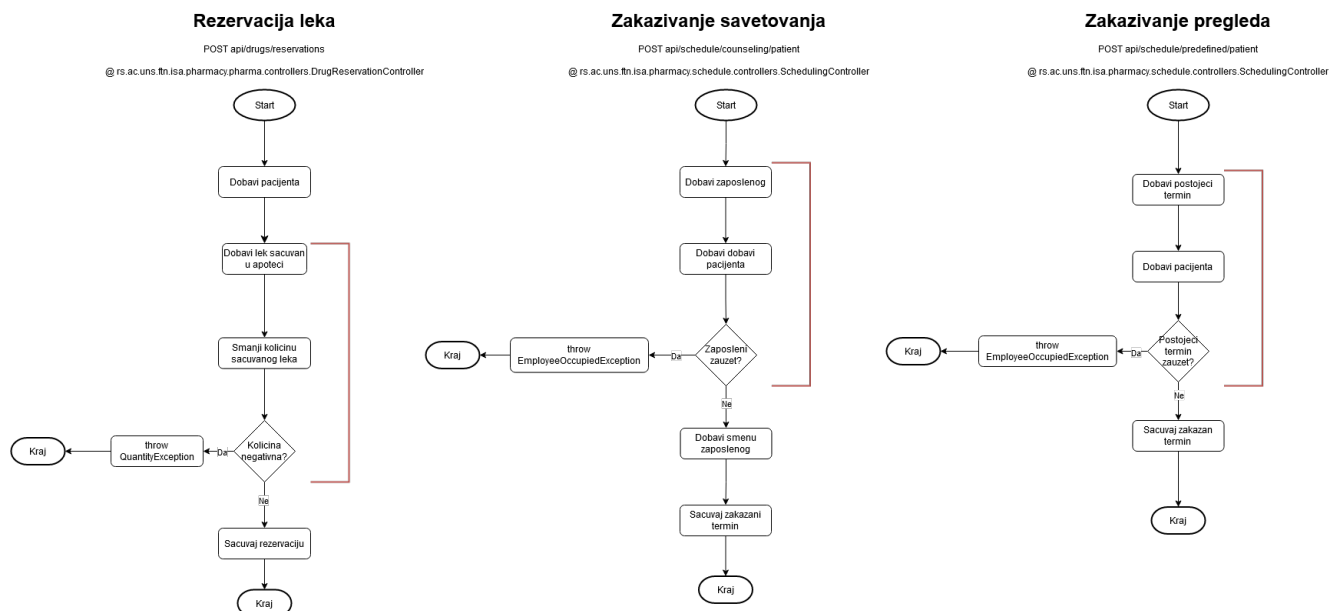 Rezervacija leka
POST api/drugs/reservations
@ rs.ac.uns.ftn.isa.pharmacy.pharma.controllers.DrugReservationController
Start
Dobavi pacijenta
Dobavi lek sacuvan
u apoteci
Smanji kolicinu
sacuvanog leka
Kolicina
negativna?
Da
throw
QuantityException
Kraj
Ne
Sacuvaj rezervaciju
Kraj
Zakazivanje savetovanja
POST api/schedule/counseling/patient
@ rs.ac.uns.ftn.isa.pharmacy.schedule.controllers.SchedulingController
Start
Dobavi zaposlenog
Dobavi dobavi
pacijenta
Zaposleni
zauzet?
Da
throw
EmployeeOccupiedException
Kraj
Ne
Dobavi smenu
zaposlenog
Sacuvaj zakazani
termin
Kraj
Zakazivanje pregleda
POST api/schedule/predefined/patient
@ rs.ac.uns.ftn.isa.pharmacy.schedule.controllers.SchedulingController
Start
Dobavi postojeci
termin
Dobavi pacijenta
Postojeci
termin
zauzet?
Da
throw
EmployeeOccupiedException
Kraj
Ne
Sacuvaj zakazan
termin
Kraj